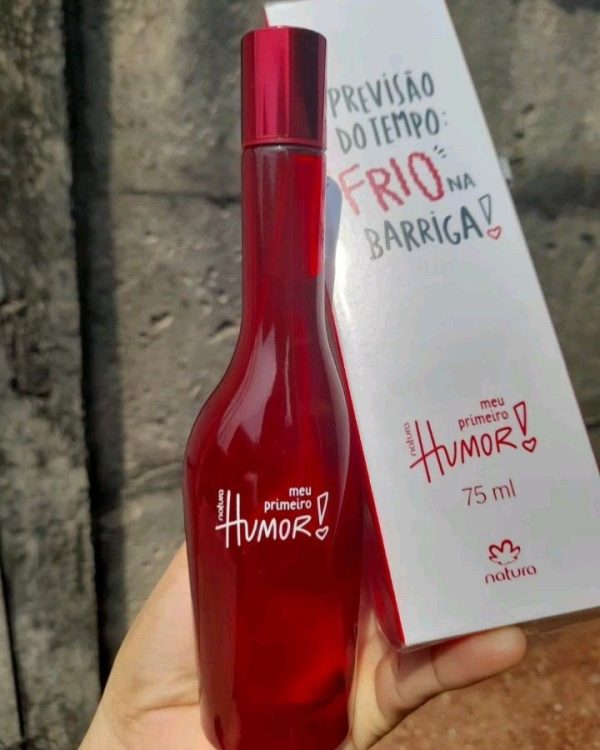 PREVISÃO
DO TEMPO:
FRIO NA
BARRIGA!
natura
meu
primeiro
HUMOR!
75 ml
natura
natura
meu
primeiro
HUMOR!